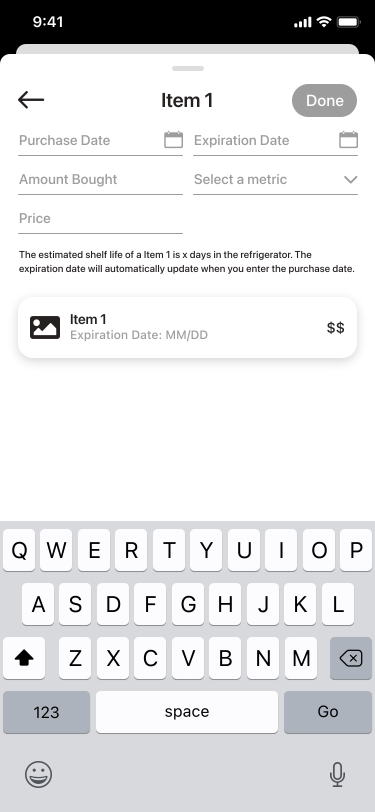 9:41
Item 1
Done
Purchase Date
Expiration Date
Amount Bought
Select a metric
Price
The estimated shelf life of a Item 1 is x days in the refrigerator. The
expiration date will automatically update when you enter the purchase date.
Item 1
Expiration Date: MM/DD
$$
Q W E R T Y U I O P
A S D F G H J K L
Z X C V B N M
123 space Go